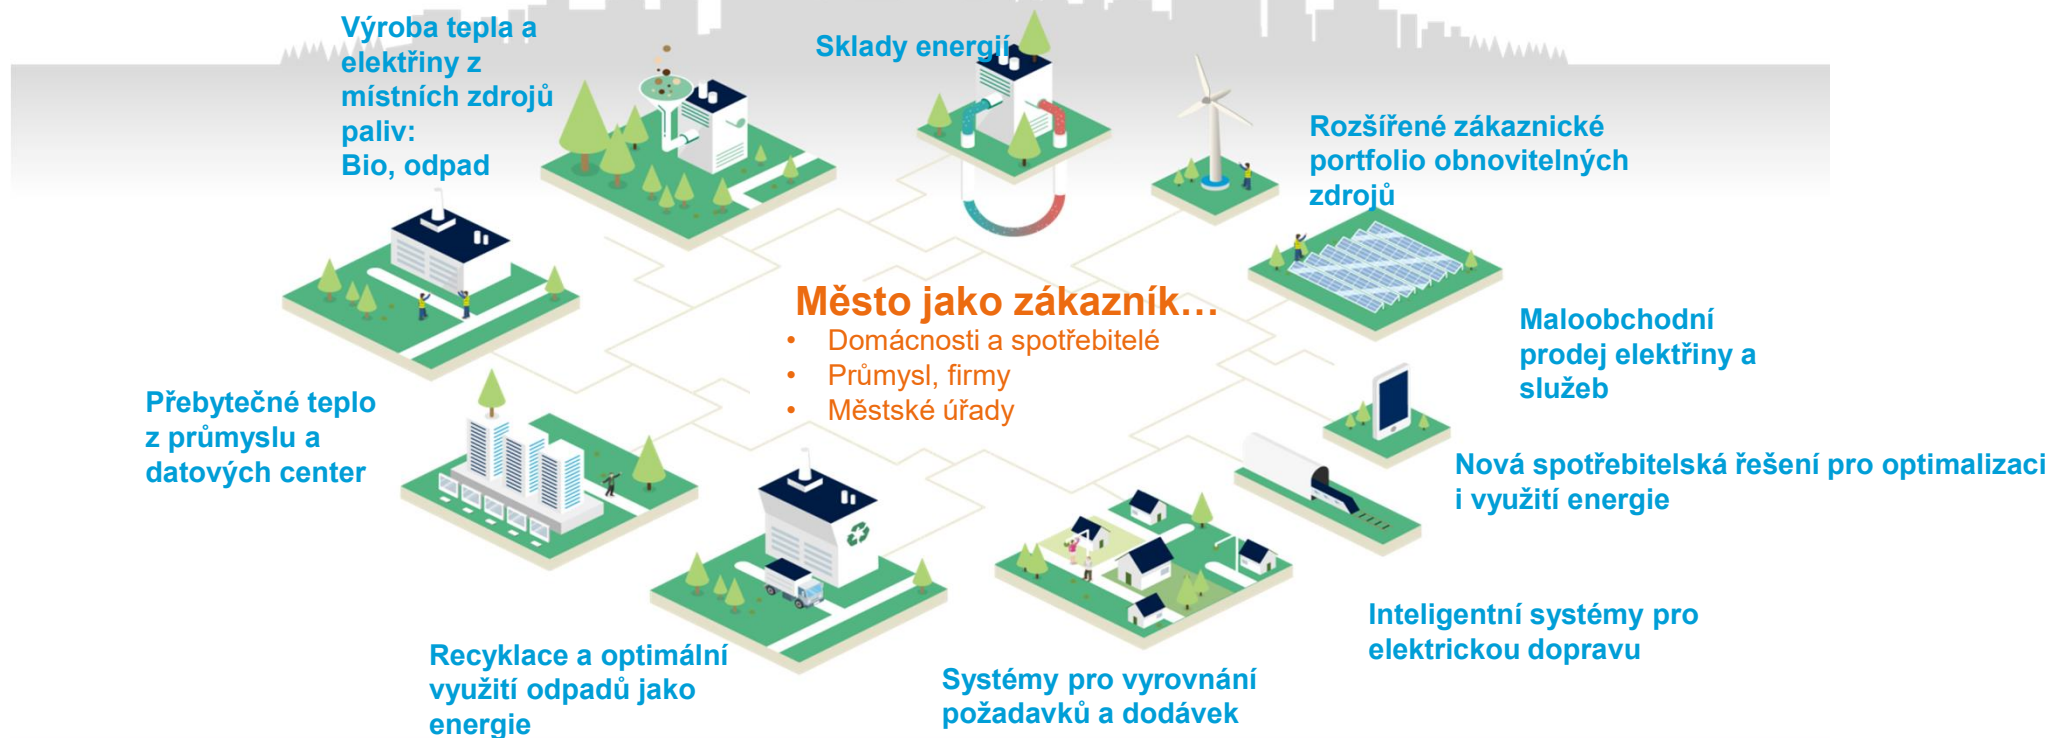 Výroba tepla a
elektřiny z
místních zdrojů
paliv:
Bio, odpad
Sklady energií
Rozšířené zákaznické
portfolio obnovitelných
zdrojů
Město jako zákazník…
• Domácnosti a spotřebitelé
• Průmysl, firmy
• Městské úřady
Maloobchodní
prodej elektřiny a
služeb
Přebytečné teplo
z průmyslu a
datových center
Nová spotřebitelská řešení pro optimalizaci
i využití energie
Inteligentní systémy pro
elektrickou dopravu
Recyklace a optimální
využití odpadů jako
energie
Systémy pro vyrovnání
požadavků a dodávek